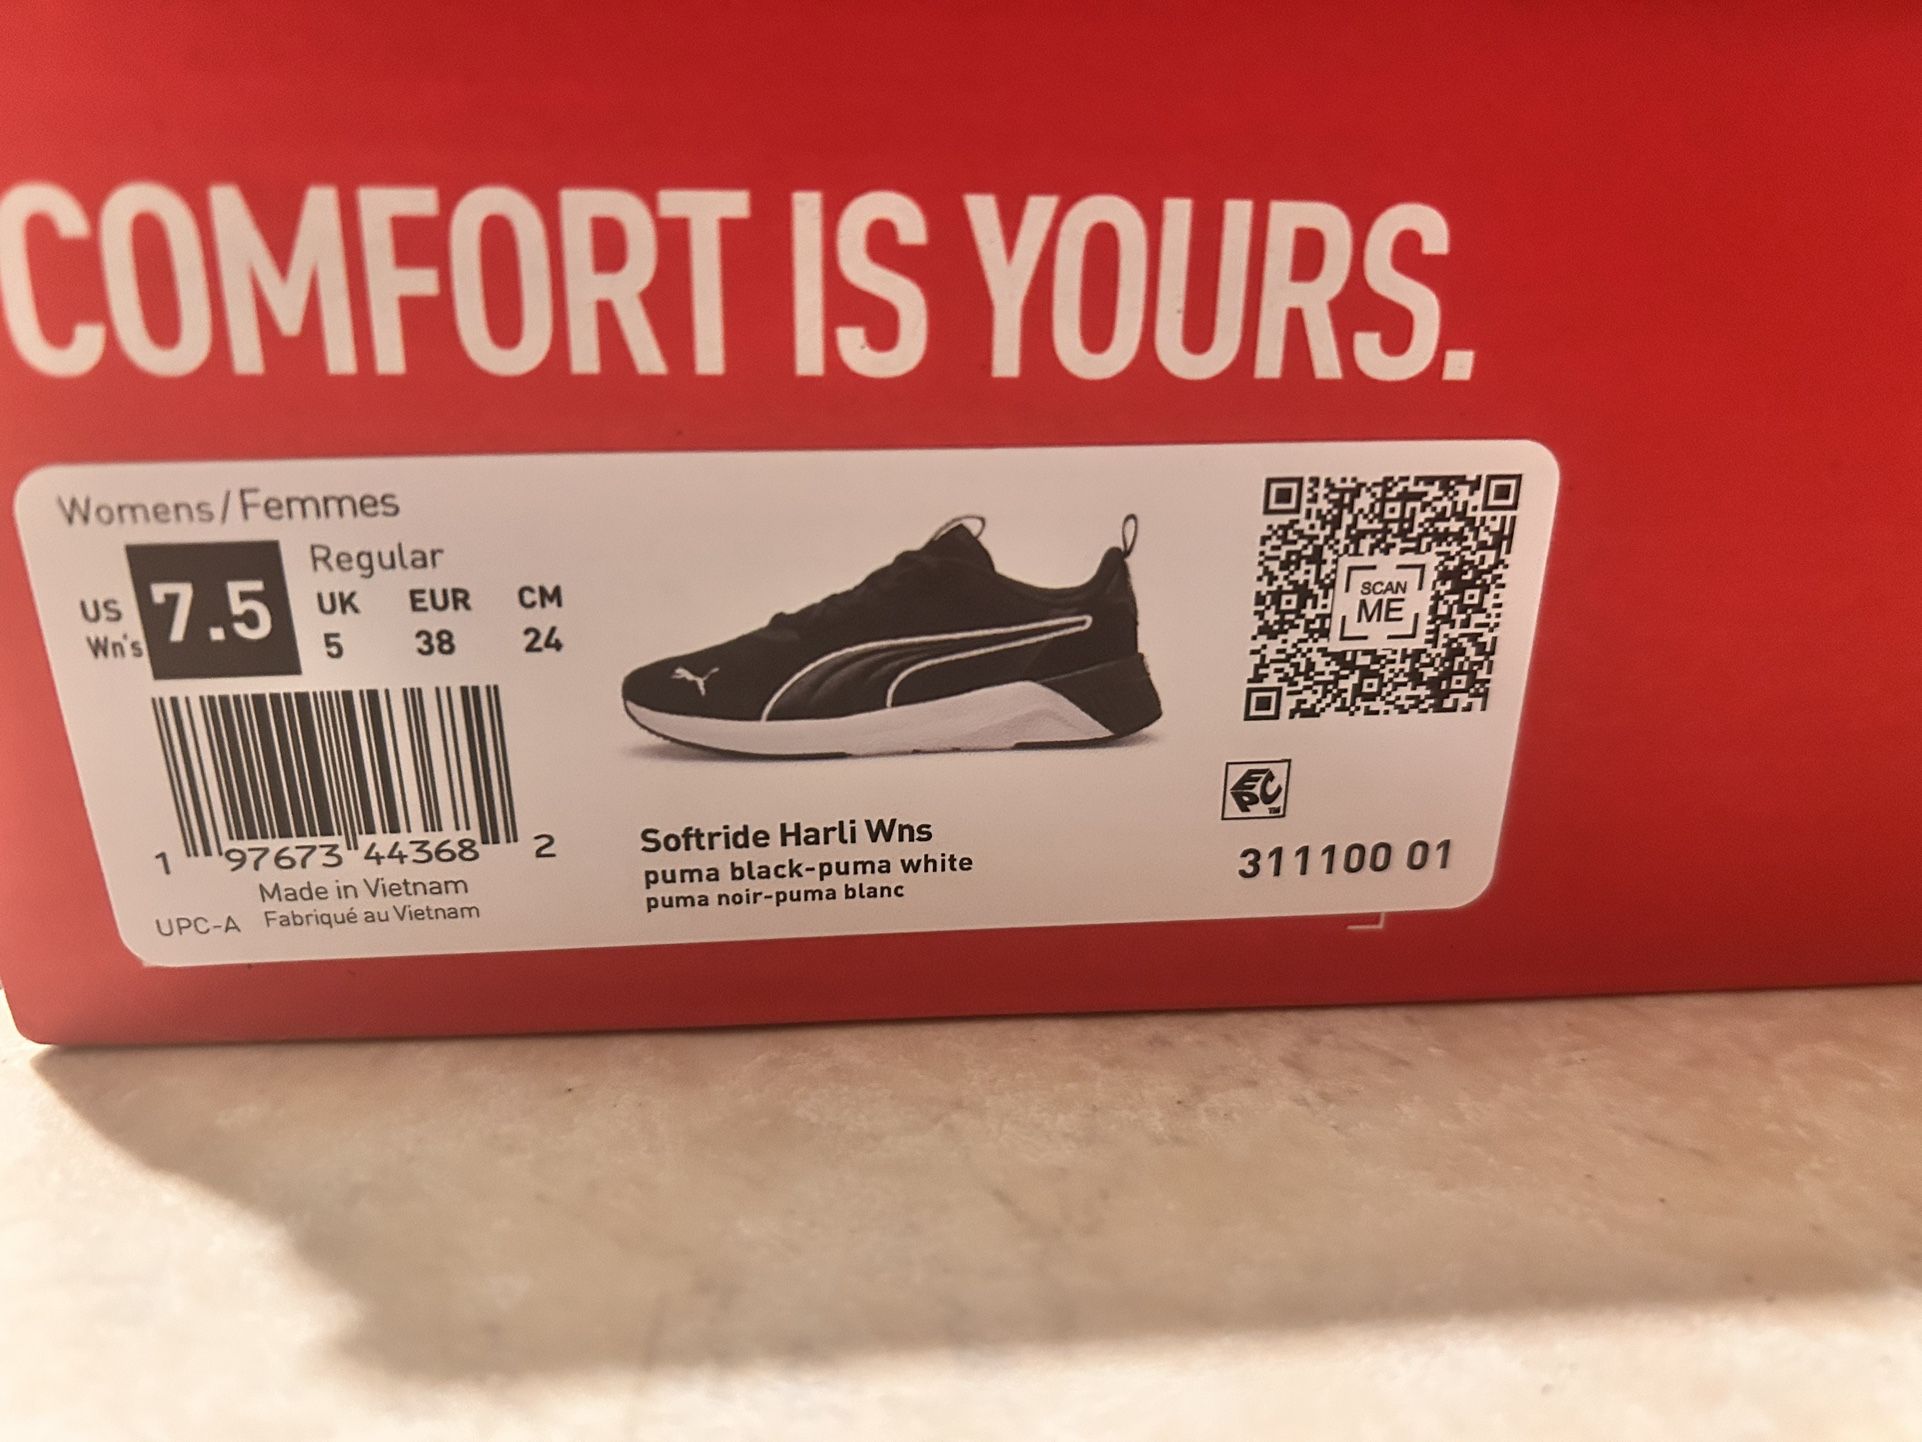 COMFORT IS YOURS.
Womens/Femmes
Regular
US UK EUR CM
Wn's 7.5 5 38 24
SCAN
ME
1 97673 44368 2
Made in Vietnam
UPC-A Fabriqué au Vietnam
Softride Harli Wns
puma black-puma white
puma noir-puma blanc
EPC
TM
311100 01